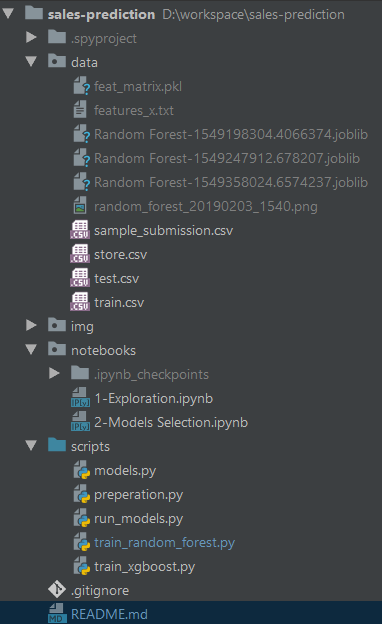 sales-prediction D:\workspace\sales-prediction
.spyproject
data
feat_matrix.pkl
features_x.txt
Random Forest-1549198304.4066374.joblib
Random Forest-1549247912.678207.joblib
Random Forest-1549358024.6574237.joblib
random_forest_20190203_1540.png
sample_submission.csv
store.csv
test.csv
train.csv
img
notebooks
.ipynb_checkpoints
1-Exploration.ipynb
2-Models Selection.ipynb
scripts
models.py
preperation.py
run_models.py
train_random_forest.py
train_xgboost.py
.gitignore
README.md